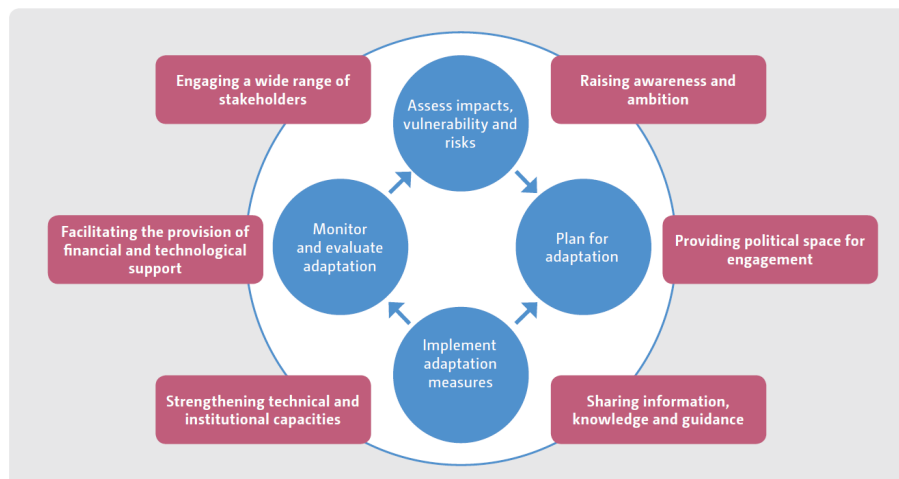 Engaging a wide range of
stakeholders
Raising awareness and
ambition
Assess impacts,
vulnerability and
risks
Facilitating the provision of
financial and technological
support
Monitor
and evaluate
adaptation
Plan for
adaptation
Providing political space for
engagement
Implement
adaptation
measures
Strengthening technical and
institutional capacities
Sharing information,
knowledge and guidance